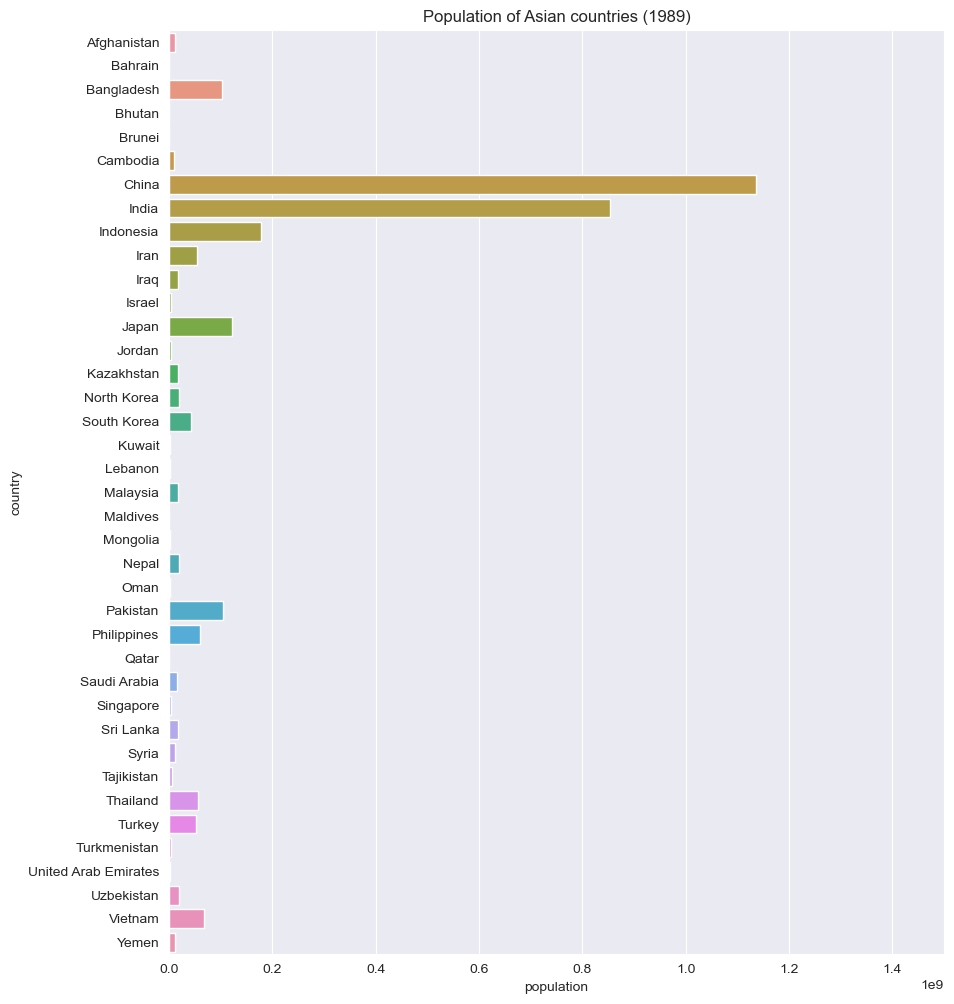 Population of Asian countries (1989)
Afghanistan
Bahrain
Bangladesh
Bhutan
Brunei
Cambodia
China
India
Indonesia
Iran
Iraq
Israel
Japan
Jordan
Kazakhstan
North Korea
South Korea
Kuwait
Lebanon
Malaysia
Maldives
Mongolia
Nepal
Oman
Pakistan
Philippines
Qatar
Saudi Arabia
Singapore
Sri Lanka
Syria
Tajikistan
Thailand
Turkey
Turkmenistan
United Arab Emirates
Uzbekistan
Vietnam
Yemen
country
0.0 0.2 0.4 0.6 0.8 1.0 1.2 1.4
1e9
population